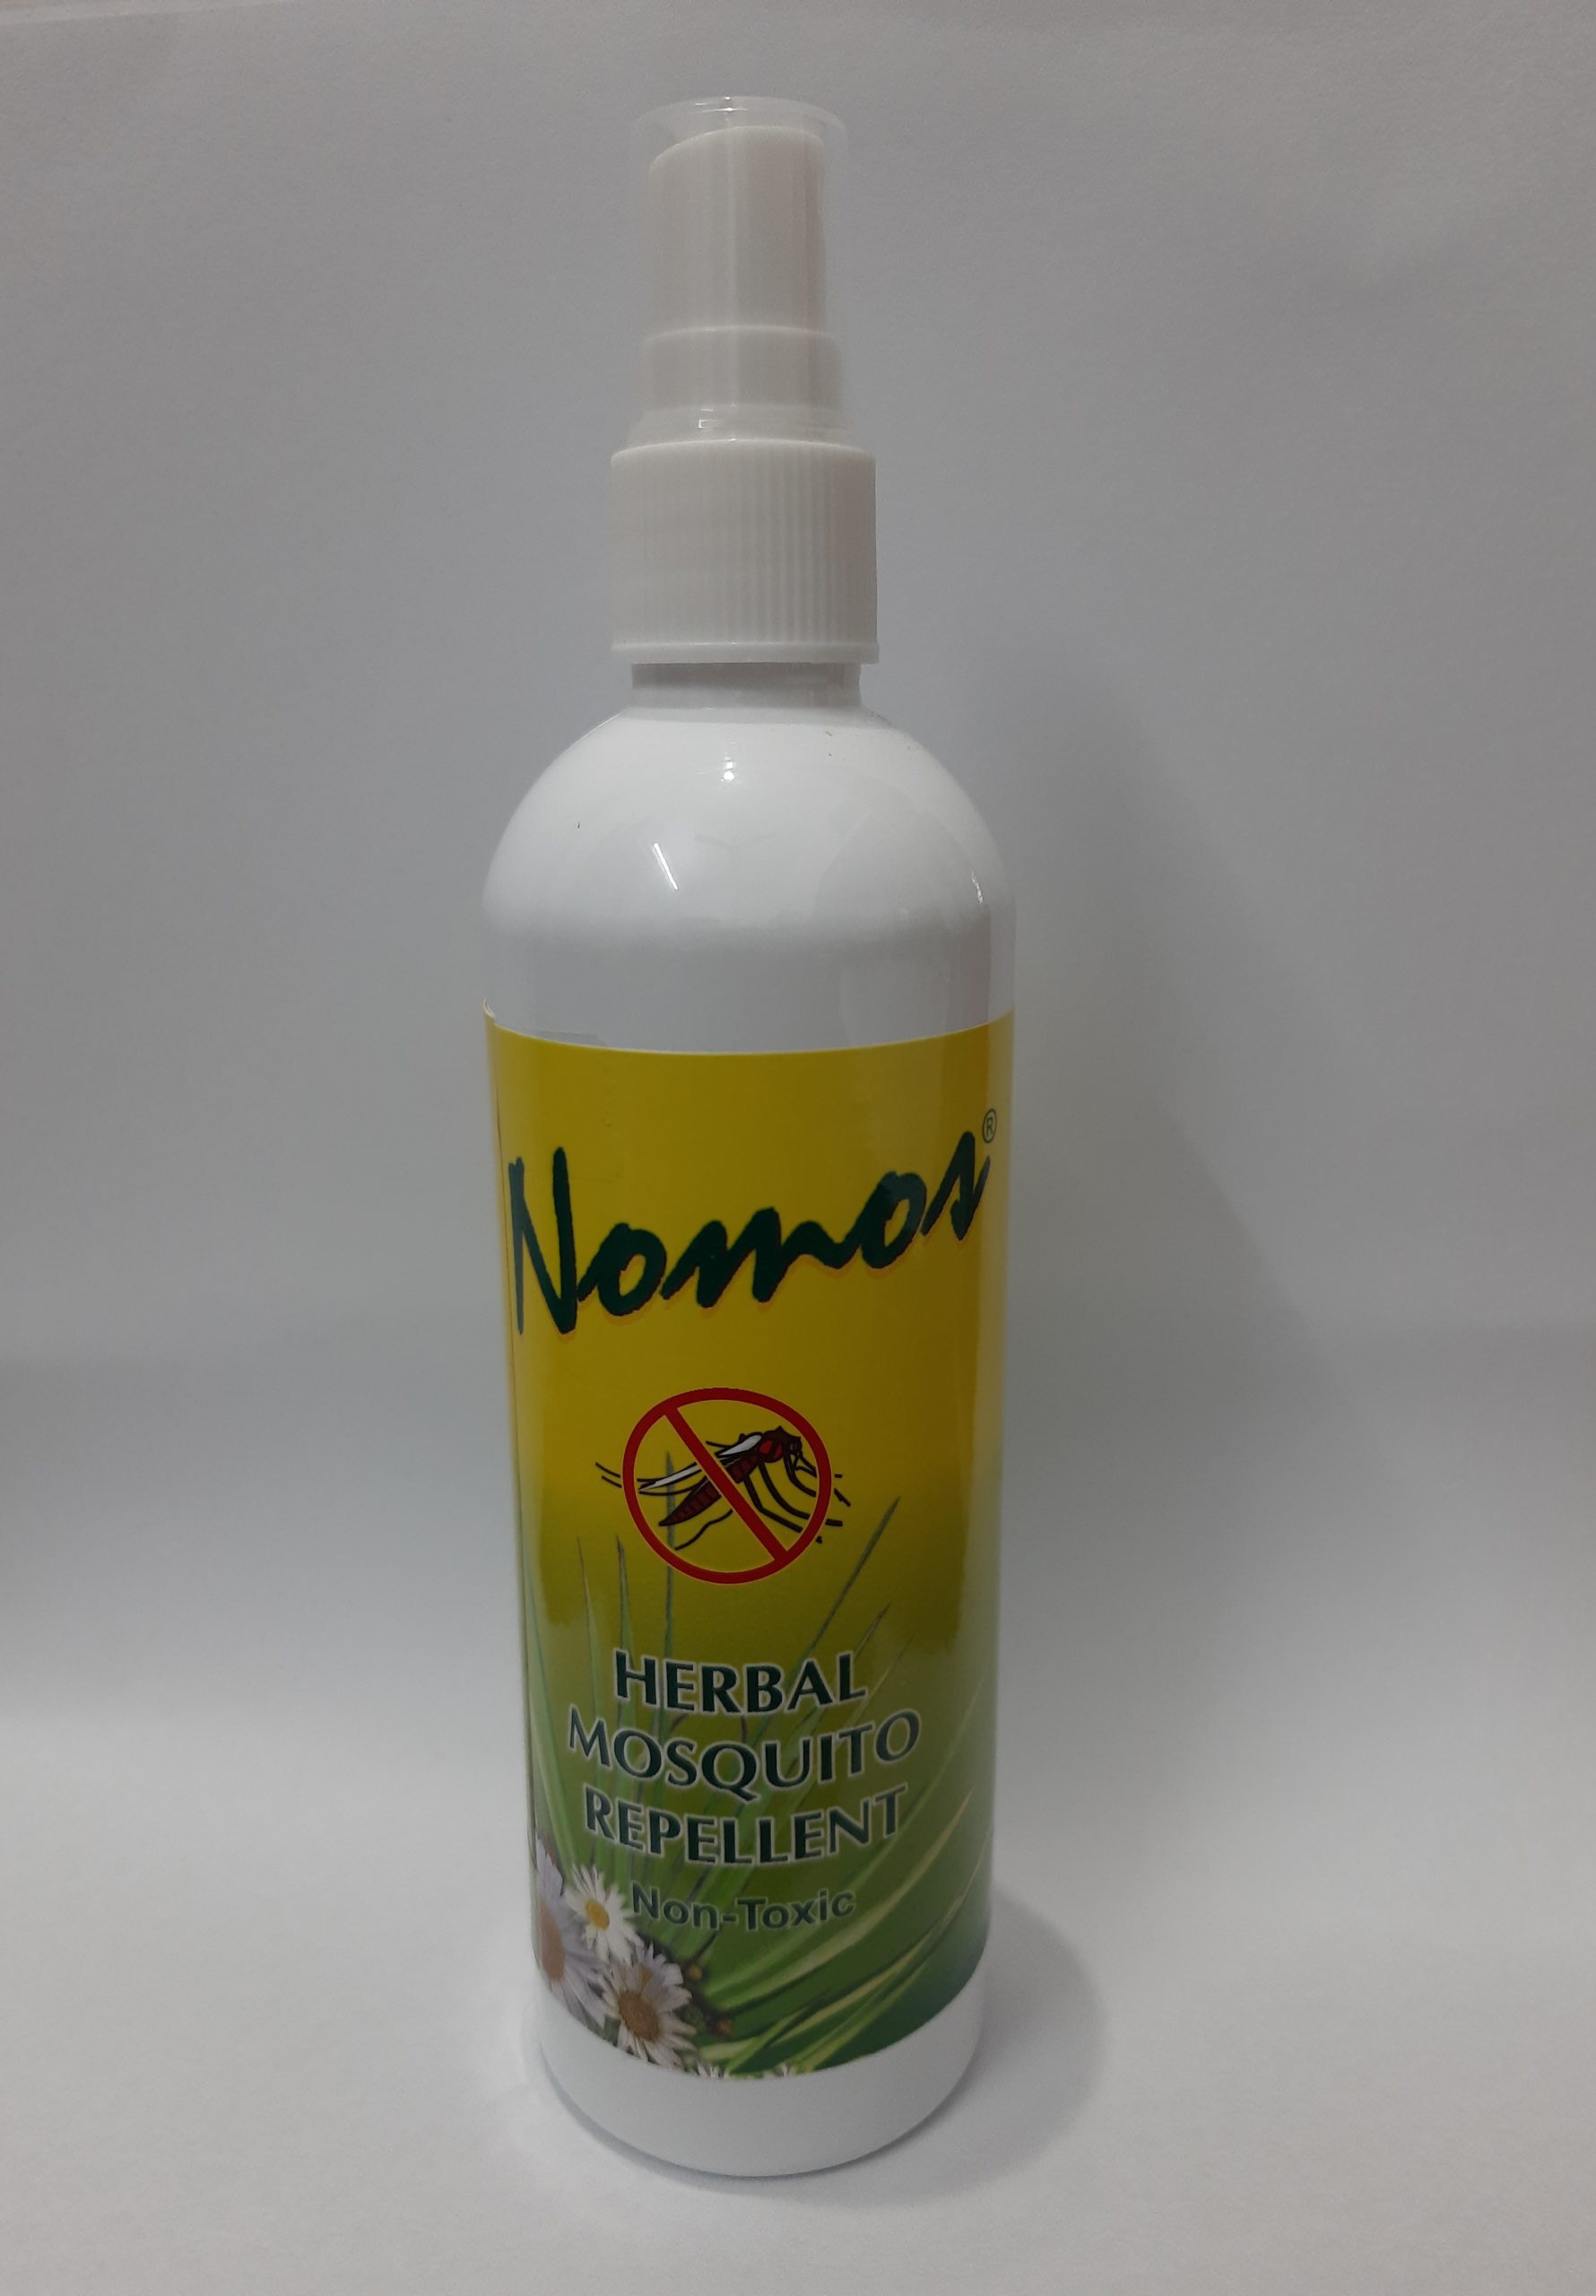 Nomos®
HERBAL
MOSQUITO
REPELLENT
Non-Toxic